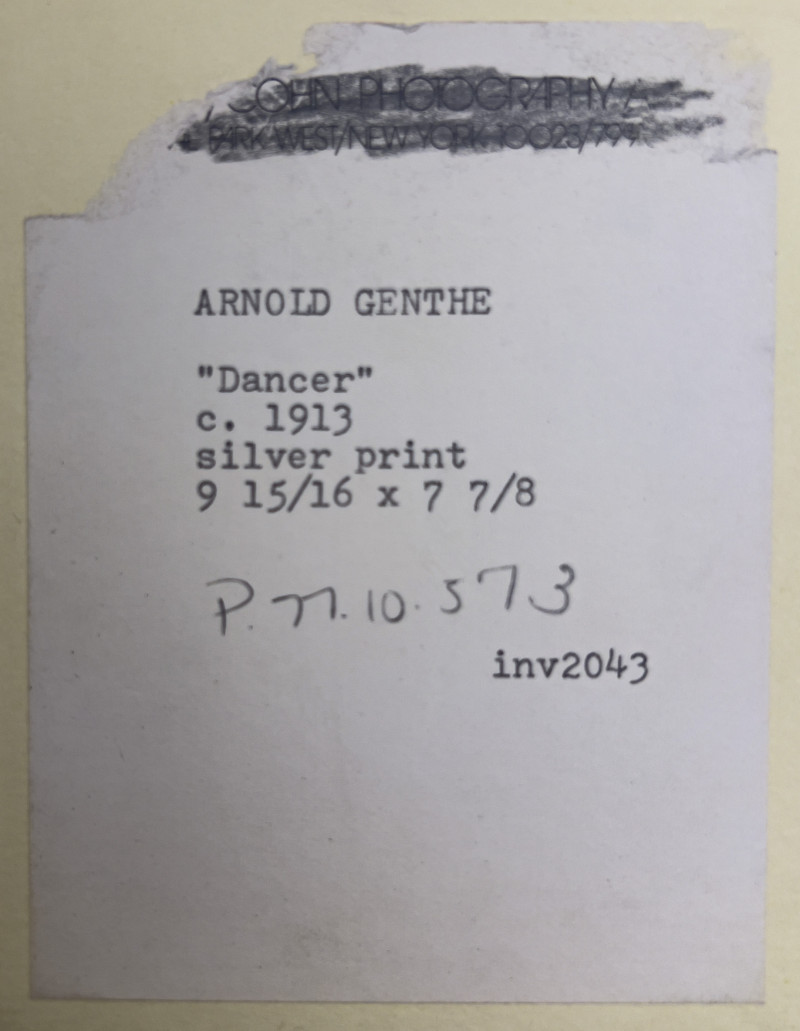 COHN PHOTOGRAPHY
PARK WEST/NEW YORK 10023/799
ARNOLD GENTHE
"Dancer"
c. 1913
silver print
9 15/16 x 7 7/8
P. 77.10.573
inv2043